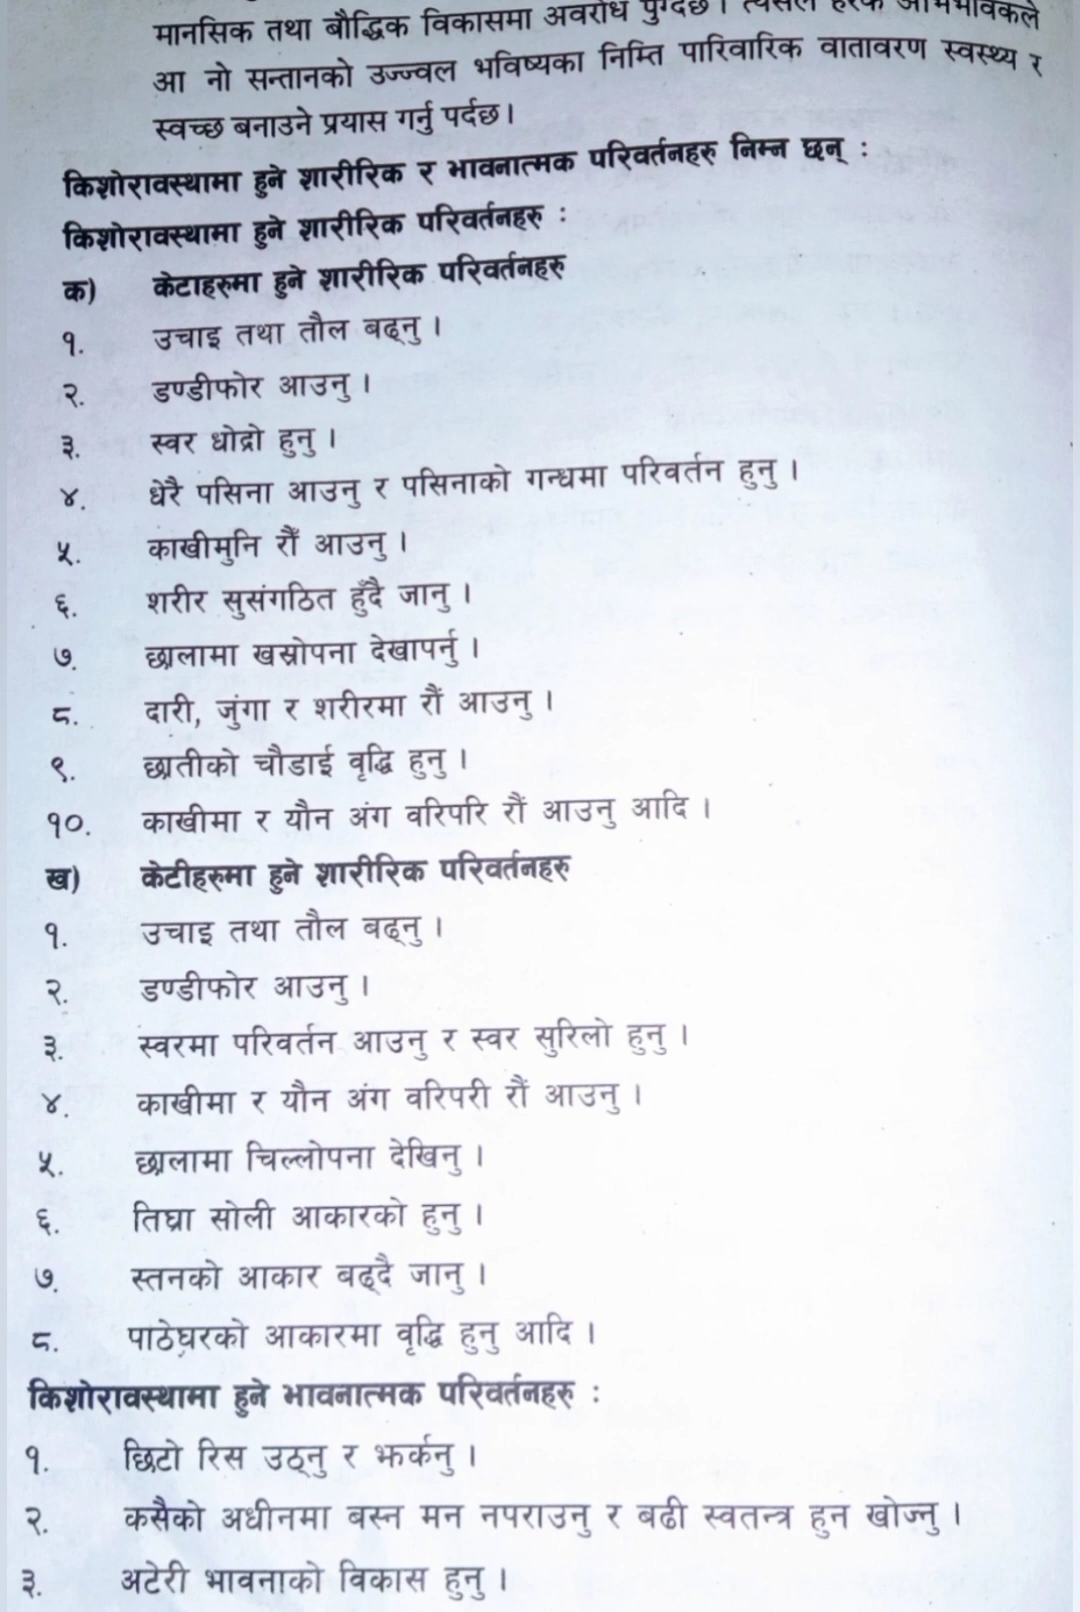 मानसिक तथा बौद्धिक विकासमा अवरोध पुग्दछ।
आ नो सन्तानको उज्ज्वल भविष्यका निम्ति पारिवारिक वातावरण स्वस्थ्य र
स्वच्छ बनाउने प्रयास गर्नु पर्दछ।
किशोरावस्थामा हुने शारीरिक र भावनात्मक परिवर्तनहरु निम्न छन् :
किशोरावस्थामा हुने शारीरिक परिवर्तनहरु :
क) केटाहरुमा हुने शारीरिक परिवर्तनहरु
१. उचाइ तथा तौल बढ्नु ।
२. डण्डीफोर आउनु ।
३. स्वर धोद्रो हुनु ।
४. धेरै पसिना आउनु र पसिनाको गन्धमा परिवर्तन हुनु ।
५. काखीमुनि रौं आउनु ।
६. शरीर सुसंगठित हुँदै जानु ।
७. छालामा खस्रोपना देखापर्नु ।
८. दारी, जुंगा र शरीरमा रौं आउनु ।
९. छातीको चौडाई वृद्धि हुनु ।
१०. काखीमा र यौन अंग वरिपरि रौं आउनु आदि ।
ख) केटीहरुमा हुने शारीरिक परिवर्तनहरु
१. उचाइ तथा तौल बढ्नु ।
२. डण्डीफोर आउनु ।
३. स्वरमा परिवर्तन आउनु र स्वर सुरिलो हुनु ।
४. काखीमा र यौन अंग वरिपरी रौं आउनु ।
५. छालामा चिल्लोपना देखिनु ।
६. तिघ्रा सोली आकारको हुनु ।
७. स्तनको आकार बढ्दै जानु ।
८. पाठेघरको आकारमा वृद्धि हुनु आदि ।
किशोरावस्थामा हुने भावनात्मक परिवर्तनहरु :
१. छिटो रिस उठ्नु र झर्कनु ।
२. कसैको अधीनमा बस्न मन नपराउनु र बढी स्वतन्त्र हुन खोज्नु ।
३. अटेरी भावनाको विकास हुनु ।